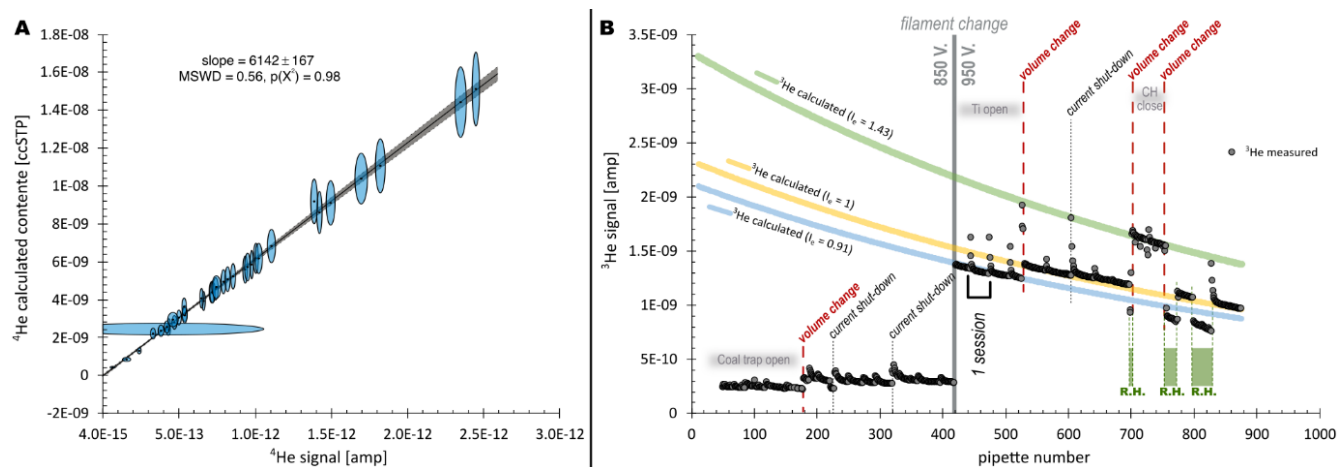 A
slope = 6142 ± 167
MSWD = 0.56, p(X²) = 0.98
⁴He calculated contente [ccSTP]
1.8E-08
1.6E-08
1.4E-08
1.2E-08
1E-08
8E-09
6E-09
4E-09
2E-09
0
-2E-09
4.0E-15
5.0E-13
1.0E-12
1.5E-12
2.0E-12
2.5E-12
3.0E-12
⁴He signal [amp]
B
filament change
850 V.
950 V.
volume change
current shut-down
volume change
volume change
Ti open
CH
close
³He measured
³He calculated (Iₑ = 1.43)
³He calculated (Iₑ = 1)
³He calculated (Iₑ = 0.91)
Coal trap open
volume change
current shut-down
current shut-down
1 session
R.H.
R.H.
R.H.
³He signal [amp]
3.5E-09
3E-09
2.5E-09
2E-09
1.5E-09
1E-09
5E-10
0
0
100
200
300
400
500
600
700
800
900
1000
pipette number